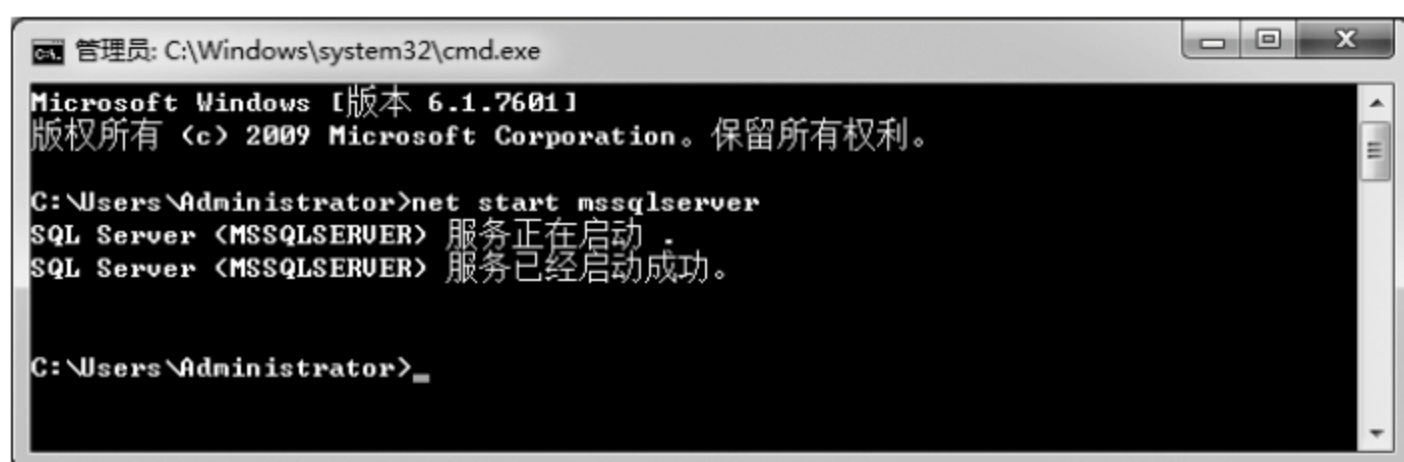 管理员: C:\Windows\system32\cmd.exe
Microsoft Windows [版本 6.1.7601]
版权所有 (c) 2009 Microsoft Corporation。保留所有权利。
C:\Users\Administrator>net start mssqlserver
SQL Server (MSSQLSERVER) 服务正在启动 .
SQL Server (MSSQLSERVER) 服务已经启动成功。
C:\Users\Administrator>_